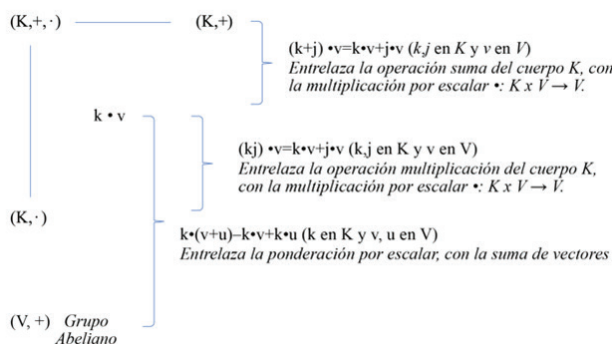 (K,+,·)
(K,+)
(k+j) •v=k•v+j•v (k,j en K y v en V)
Entrelaza la operación suma del cuerpo K, con
la multiplicación por escalar •: K x V → V.
k • v
(kj) •v=k•v+j•v (k,j en K y v en V)
Entrelaza la operación multiplicación del cuerpo K,
con la multiplicación por escalar •: K x V → V.
(K,·)
k•(v+u)–k•v+k•u (k en K y v, u en V)
Entrelaza la ponderación por escalar, con la suma de vectores
(V, +) Grupo
Abeliano